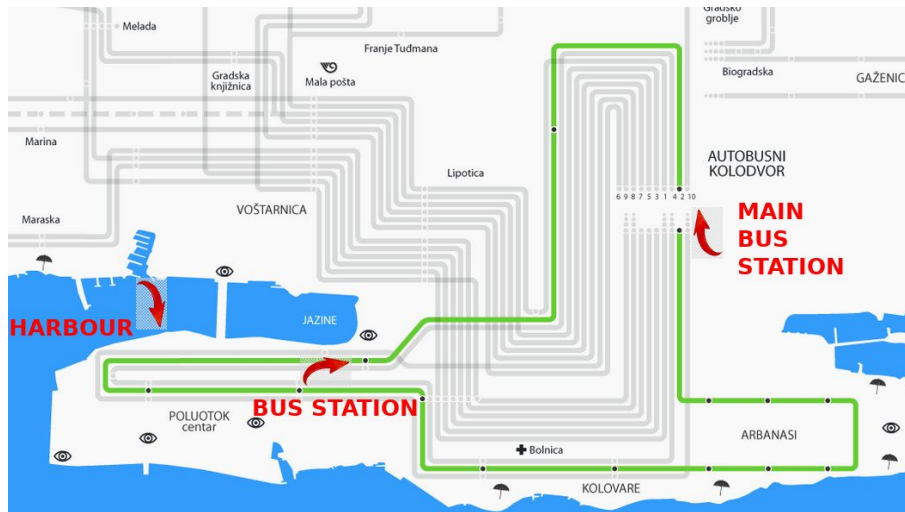 Gradsko
groblje
Melada
Franje Tuđmana
Gradska
knjižnica
Mala pošta
Biogradska
GAŽENIC
Marina
AUTOBUSNI
KOLODVOR
Lipotica
6 9 8 7 5 3 1 4 2 10
VOŠTARNICA
Maraska
MAIN
BUS
STATION
HARBOUR
JAZINE
BUS STATION
POLUOTOK
centar
ARBANASI
Bolnica
KOLOVARE